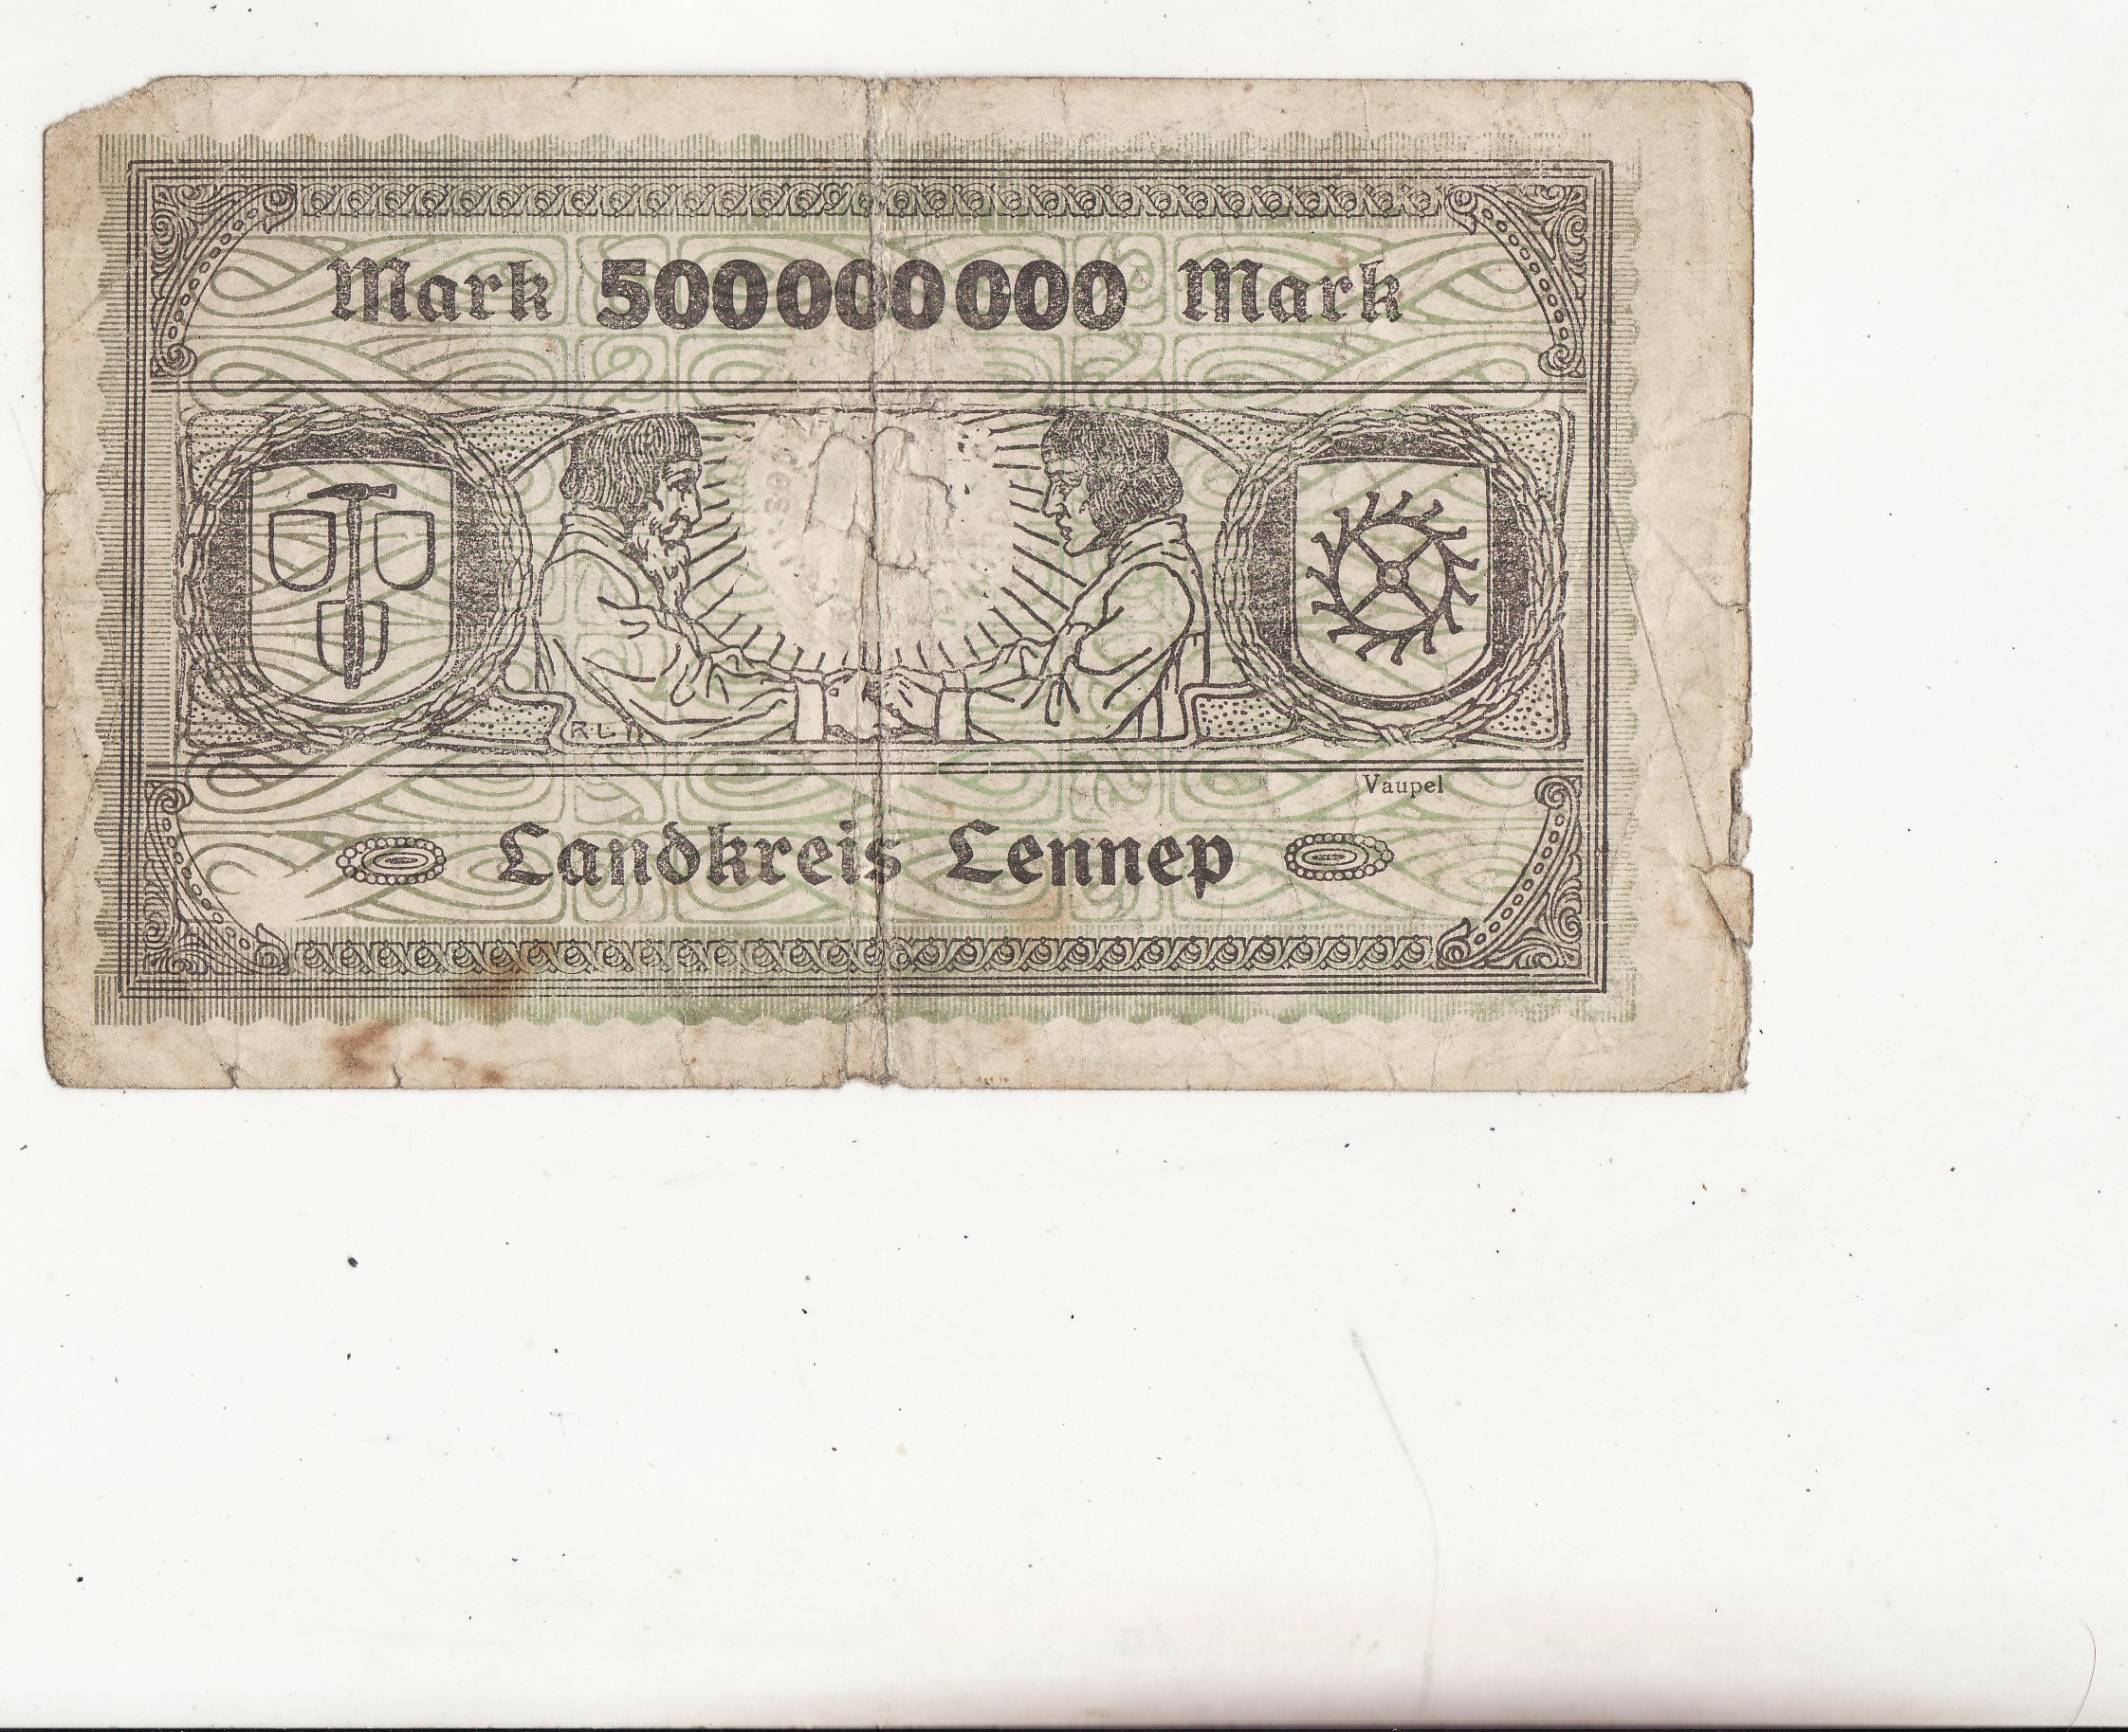 Mark 500000000 Mark
R.L.
Vaupel
Landkreis Lennep